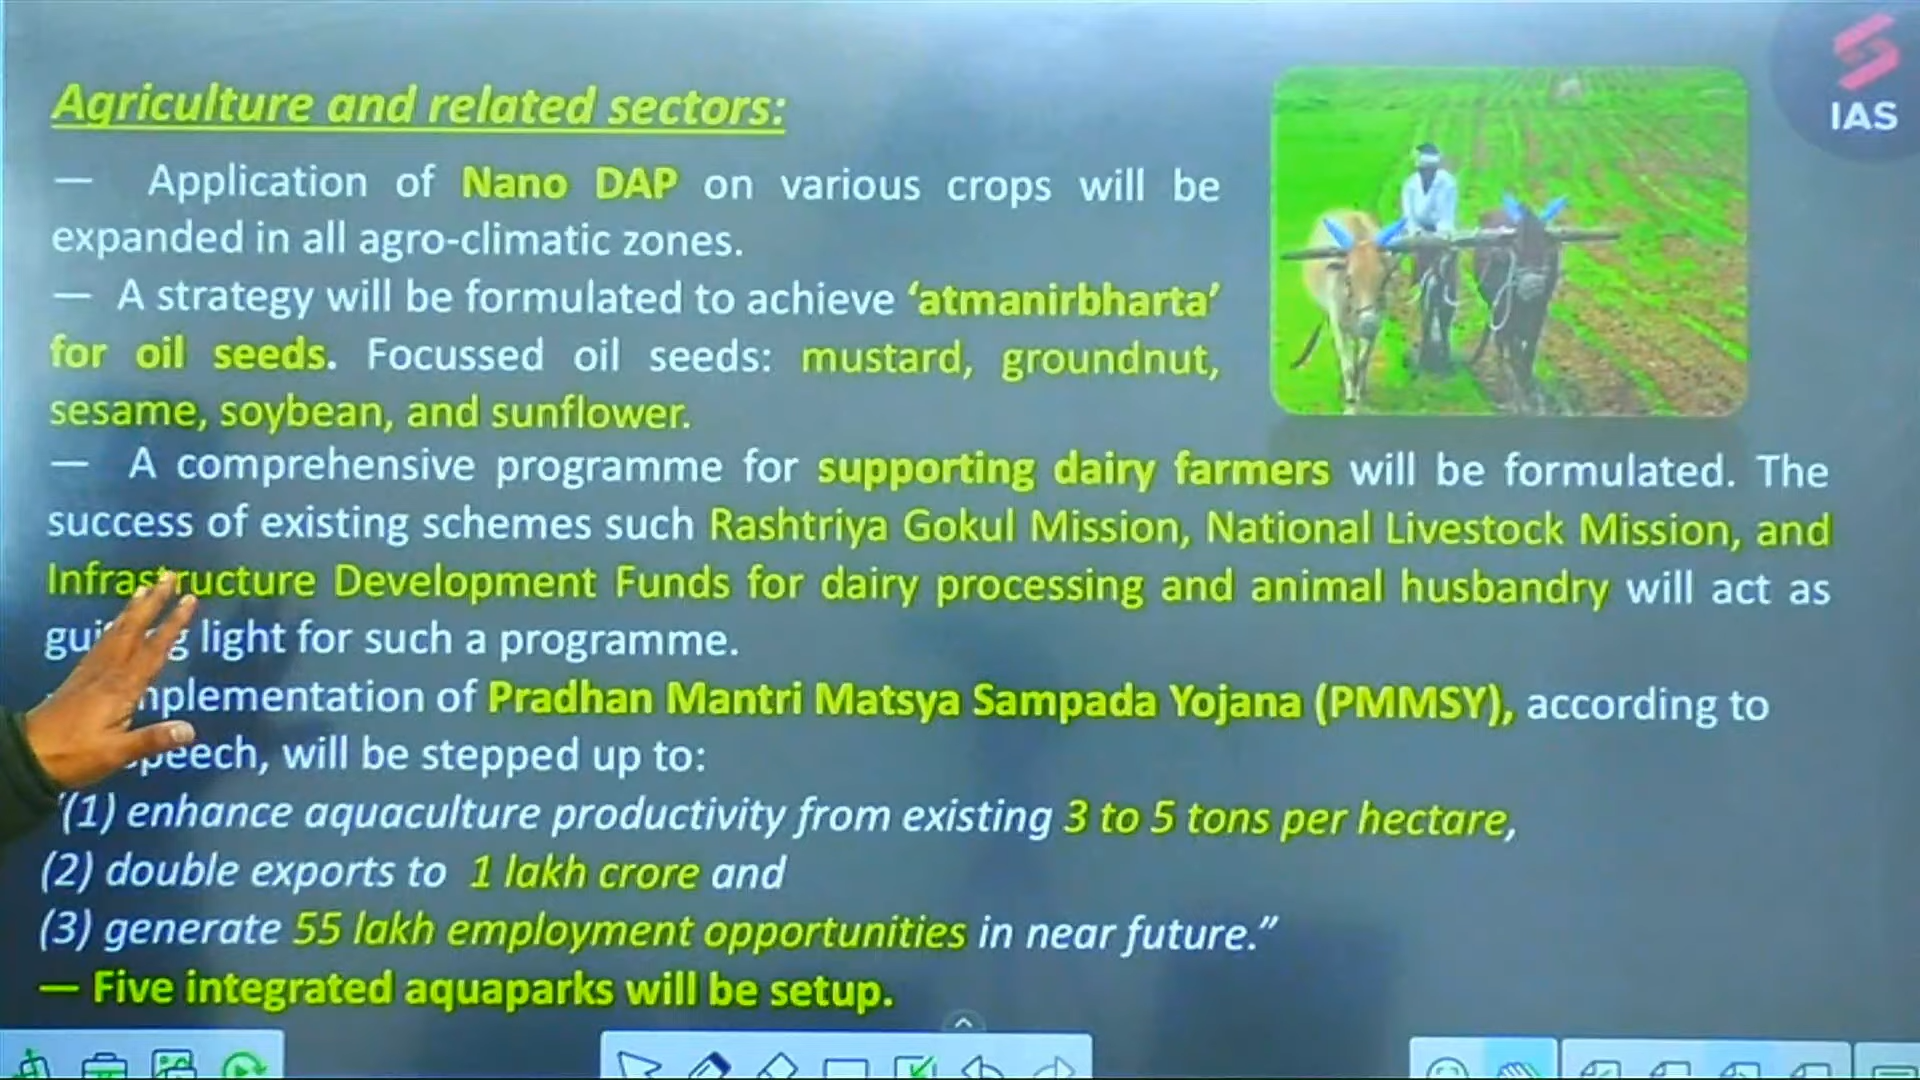 Agriculture and related sectors:
IAS
— Application of Nano DAP on various crops will be
expanded in all agro-climatic zones.
— A strategy will be formulated to achieve ‘atmanirbharta’
for oil seeds. Focussed oil seeds: mustard, groundnut,
sesame, soybean, and sunflower.
— A comprehensive programme for supporting dairy farmers will be formulated. The
success of existing schemes such Rashtriya Gokul Mission, National Livestock Mission, and
Infrastructure Development Funds for dairy processing and animal husbandry will act as
light for such a programme.
of Pradhan Mantri Matsya Sampada Yojana (PMMSY), according to
will be stepped up to:
“(1) enhance aquaculture productivity from existing 3 to 5 tons per hectare,
(2) double exports to 1 lakh crore and
(3) generate 55 lakh employment opportunities in near future.”
— Five integrated aquaparks will be setup.